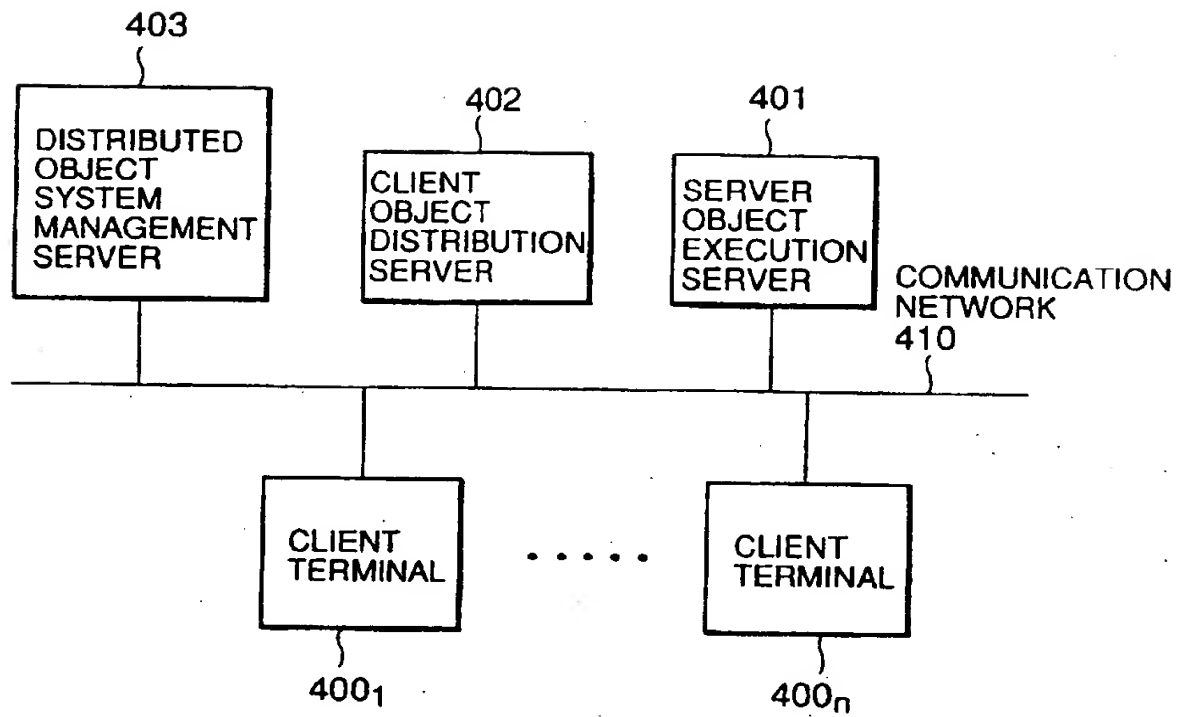 403
DISTRIBUTED
OBJECT
SYSTEM
MANAGEMENT
SERVER
402
CLIENT
OBJECT
DISTRIBUTION
SERVER
401
SERVER
OBJECT
EXECUTION
SERVER
COMMUNICATION
NETWORK
410
CLIENT
TERMINAL
400₁
.....
CLIENT
TERMINAL
400ₙ